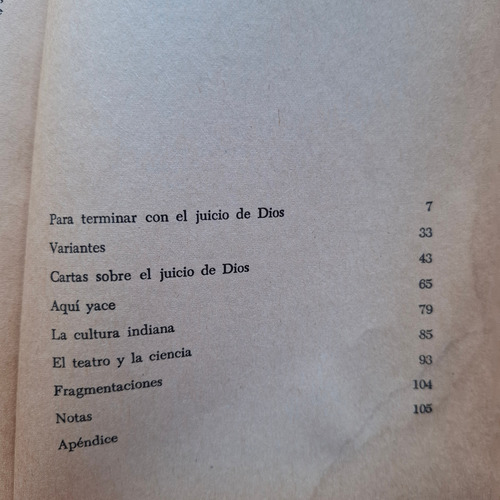 Para terminar con el juicio de Dios 7
Variantes 33
Cartas sobre el juicio de Dios 43
Aquí yace 65
La cultura indiana 79
El teatro y la ciencia 85
Fragmentaciones 93
Notas 104
Apéndice 105